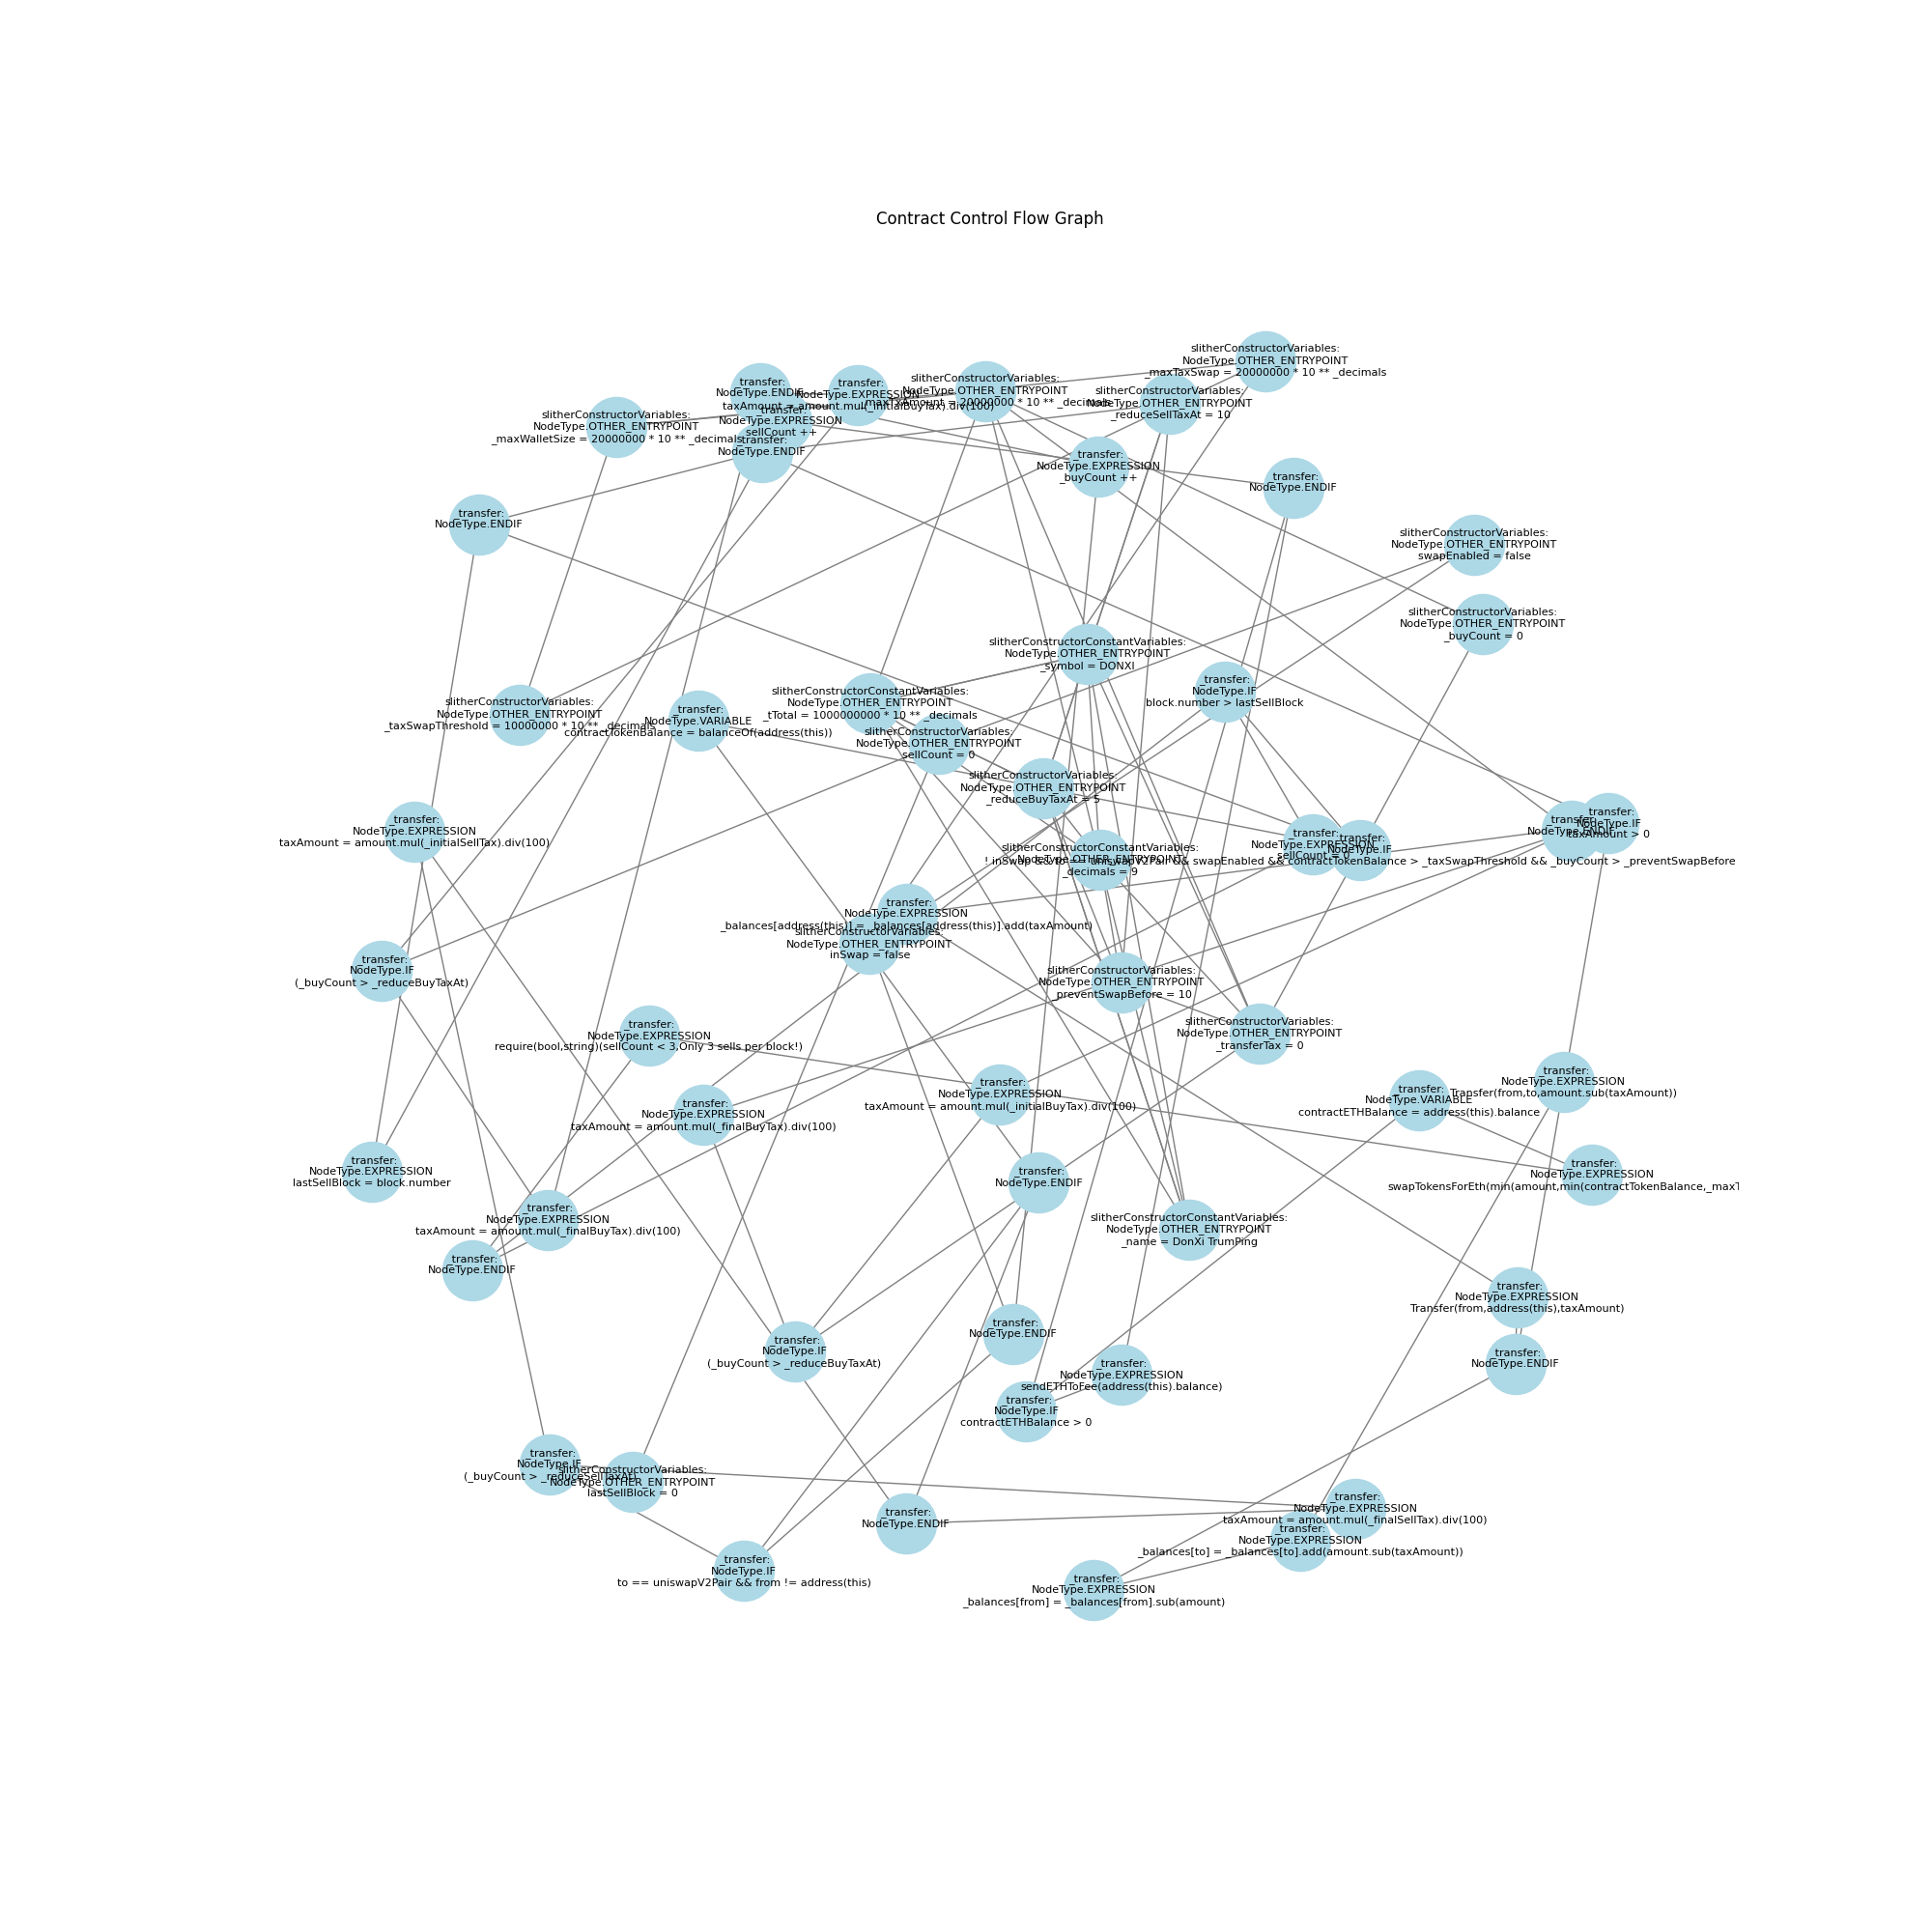 Contract Control Flow Graph
slitherConstructorVariables:
NodeType.OTHER_ENTRYPOINT
_maxTaxSwap = 20000000 * 10 ** _decimals
_transfer:
NodeType.ENDIF
_transfer:
NodeType.EXPRESSION
taxAmount = amount.mul(_initialBuyTax).div(100)
slitherConstructorVariables:
NodeType.OTHER_ENTRYPOINT
_maxTxAmount = 20000000 * 10 ** _decimals
slitherConstructorVariables:
NodeType.OTHER_ENTRYPOINT
_reduceSellTaxAt = 10
slitherConstructorVariables:
NodeType.OTHER_ENTRYPOINT
_maxWalletSize = 20000000 * 10 ** _decimals
_transfer:
NodeType.EXPRESSION
sellCount ++
_transfer:
NodeType.ENDIF
_transfer:
NodeType.EXPRESSION
_buyCount ++
_transfer:
NodeType.ENDIF
_transfer:
NodeType.ENDIF
slitherConstructorVariables:
NodeType.OTHER_ENTRYPOINT
swapEnabled = false
slitherConstructorVariables:
NodeType.OTHER_ENTRYPOINT
_buyCount = 0
slitherConstructorConstantVariables:
NodeType.OTHER_ENTRYPOINT
_symbol = DONXI
_transfer:
NodeType.IF
block.number > lastSellBlock
slitherConstructorConstantVariables:
NodeType.OTHER_ENTRYPOINT
_tTotal = 1000000000 * 10 ** _decimals
slitherConstructorVariables:
NodeType.OTHER_ENTRYPOINT
_taxSwapThreshold = 10000000 * 10 ** _decimals
_transfer:
NodeType.VARIABLE
contractTokenBalance = balanceOf(address(this))
slitherConstructorVariables:
NodeType.OTHER_ENTRYPOINT
sellCount = 0
slitherConstructorVariables:
NodeType.OTHER_ENTRYPOINT
_reduceBuyTaxAt = 5
_transfer:
NodeType.EXPRESSION
taxAmount = amount.mul(_initialSellTax).div(100)
_transfer:
NodeType.ENDIF
_transfer:
NodeType.IF
taxAmount > 0
_transfer:
NodeType.EXPRESSION
sellCount = 0
_transfer:
NodeType.IF
! inSwap && to == uniswapV2Pair && swapEnabled && contractTokenBalance > _taxSwapThreshold && _buyCount > _preventSwapBefore
slitherConstructorConstantVariables:
NodeType.OTHER_ENTRYPOINT
_decimals = 9
_transfer:
NodeType.EXPRESSION
_balances[address(this)] = _balances[address(this)].add(taxAmount)
slitherConstructorVariables:
NodeType.OTHER_ENTRYPOINT
inSwap = false
_transfer:
NodeType.IF
(_buyCount > _reduceBuyTaxAt)
slitherConstructorVariables:
NodeType.OTHER_ENTRYPOINT
_preventSwapBefore = 10
slitherConstructorVariables:
NodeType.OTHER_ENTRYPOINT
_transferTax = 0
_transfer:
NodeType.EXPRESSION
require(bool,string)(sellCount < 3,Only 3 sells per block!)
_transfer:
NodeType.EXPRESSION
Transfer(from,to,amount.sub(taxAmount))
_transfer:
NodeType.VARIABLE
contractETHBalance = address(this).balance
_transfer:
NodeType.EXPRESSION
taxAmount = amount.mul(_initialBuyTax).div(100)
_transfer:
NodeType.EXPRESSION
taxAmount = amount.mul(_finalBuyTax).div(100)
_transfer:
NodeType.EXPRESSION
lastSellBlock = block.number
_transfer:
NodeType.EXPRESSION
swapTokensForEth(min(amount,min(contractTokenBalance,_maxT
_transfer:
NodeType.ENDIF
_transfer:
NodeType.EXPRESSION
taxAmount = amount.mul(_finalBuyTax).div(100)
slitherConstructorConstantVariables:
NodeType.OTHER_ENTRYPOINT
_name = DonXi TrumPing
_transfer:
NodeType.ENDIF
_transfer:
NodeType.EXPRESSION
Transfer(from,address(this),taxAmount)
_transfer:
NodeType.ENDIF
_transfer:
NodeType.ENDIF
_transfer:
NodeType.IF
(_buyCount > _reduceBuyTaxAt)
_transfer:
NodeType.EXPRESSION
sendETHToFee(address(this).balance)
_transfer:
NodeType.IF
contractETHBalance > 0
_transfer:
NodeType.IF
(_buyCount > _reduceSellTaxAt)
slitherConstructorVariables:
NodeType.OTHER_ENTRYPOINT
lastSellBlock = 0
_transfer:
NodeType.EXPRESSION
taxAmount = amount.mul(_finalSellTax).div(100)
_transfer:
NodeType.ENDIF
_transfer:
NodeType.EXPRESSION
_balances[to] = _balances[to].add(amount.sub(taxAmount))
_transfer:
NodeType.IF
to == uniswapV2Pair && from != address(this)
_transfer:
NodeType.EXPRESSION
_balances[from] = _balances[from].sub(amount)